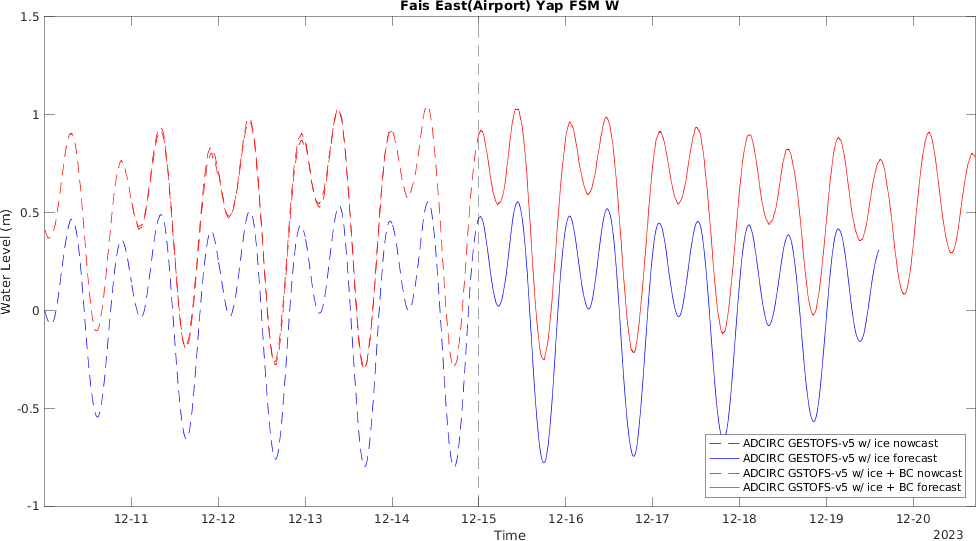 Fais East(Airport) Yap FSM W
1.5
1
0.5
0
-0.5
-1
Water Level (m)
12-11 12-12 12-13 12-14 12-15 12-16 12-17 12-18 12-19 12-20
Time
2023
ADCIRC GESTOFS-v5 w/ ice nowcast
ADCIRC GESTOFS-v5 w/ ice forecast
ADCIRC GSTOFS-v5 w/ ice + BC nowcast
ADCIRC GSTOFS-v5 w/ ice + BC forecast